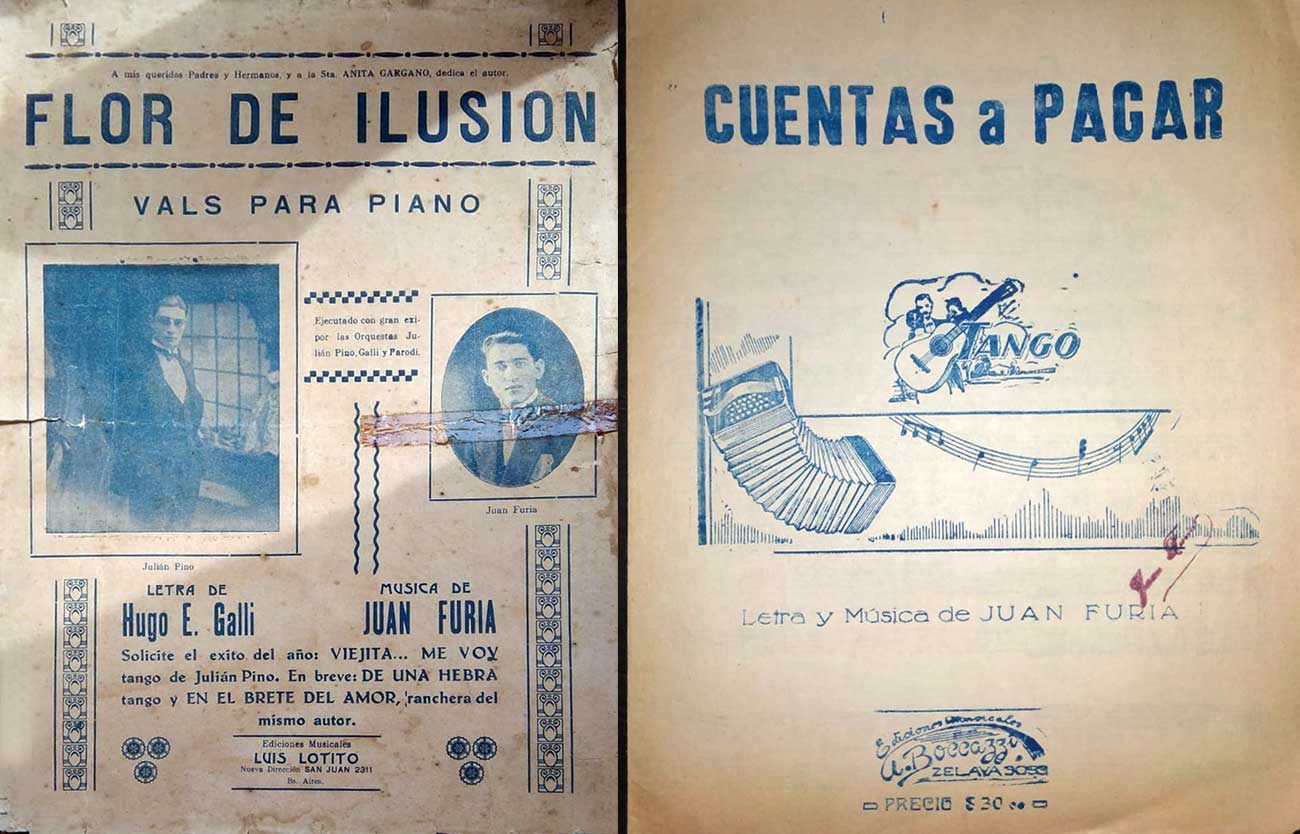 A mis queridos Padres y Hermanos, y a la Sta. ANITA GARGANO, dedica el autor.
FLOR DE ILUSION
VALS PARA PIANO
Ejecutado con gran exi-
por las Orquestas Ju-
lián Pino, Galli y Parodi.
Juan Furia
Julián Pino
LETRA DE
Hugo E. Galli
MUSICA DE
JUAN FURIA
Solicite el exito del año: VIEJITA... ME VOY
tango de Julián Pino. En breve: DE UNA HEBRA
tango y EN EL BRETE DEL AMOR, ranchera del
mismo autor.
Ediciones Musicales
LUIS LOTITO
Nueva Dirección SAN JUAN 2311
Bs. Aires.
CUENTAS a PAGAR
TANGO
Letra y Música de JUAN FURIA
Ediciones Musicales
A. Boccazzi
ZELAYA 3053
PRECIO $ 30